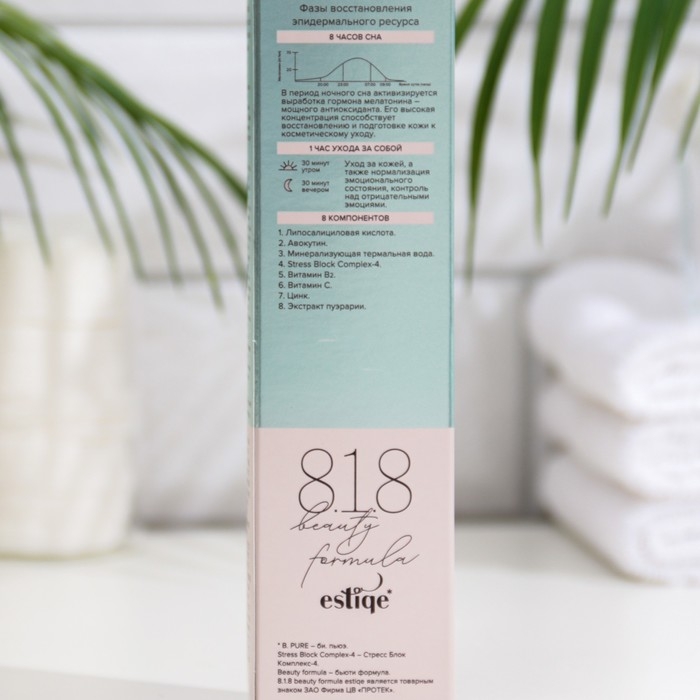 Фазы восстановления
эпидермального ресурса
8 ЧАСОВ СНА
В период ночного сна активизируется
выработка гормона мелатонина –
мощного антиоксиданта. Его высокая
концентрация способствует
восстановлению и подготовке кожи к
косметическому уходу.
1 ЧАС УХОДА ЗА СОБОЙ
30 минут
утром
30 минут
вечером
Уход за кожей, а
также нормализация
эмоционального
состояния, контроль
над отрицательными
эмоциями.
8 КОМПОНЕНТОВ
1. Липосалициловая кислота.
2. Авокутин.
3. Минерализующая термальная вода.
4. Stress Block Complex-4.
5. Витамин B2.
6. Витамин C.
7. Цинк.
8. Экстракт пуэрарии.
8.1.8
beauty
formula
estiqe*
* B. PURE – би. пьюэ.
Stress Block Complex-4 – Стресс Блок
Комплекс-4.
Beauty formula – бьюти формула.
8.1.8 beauty formula estiqe является товарным
знаком ЗАО Фирма ЦВ «ПРОТЕК».